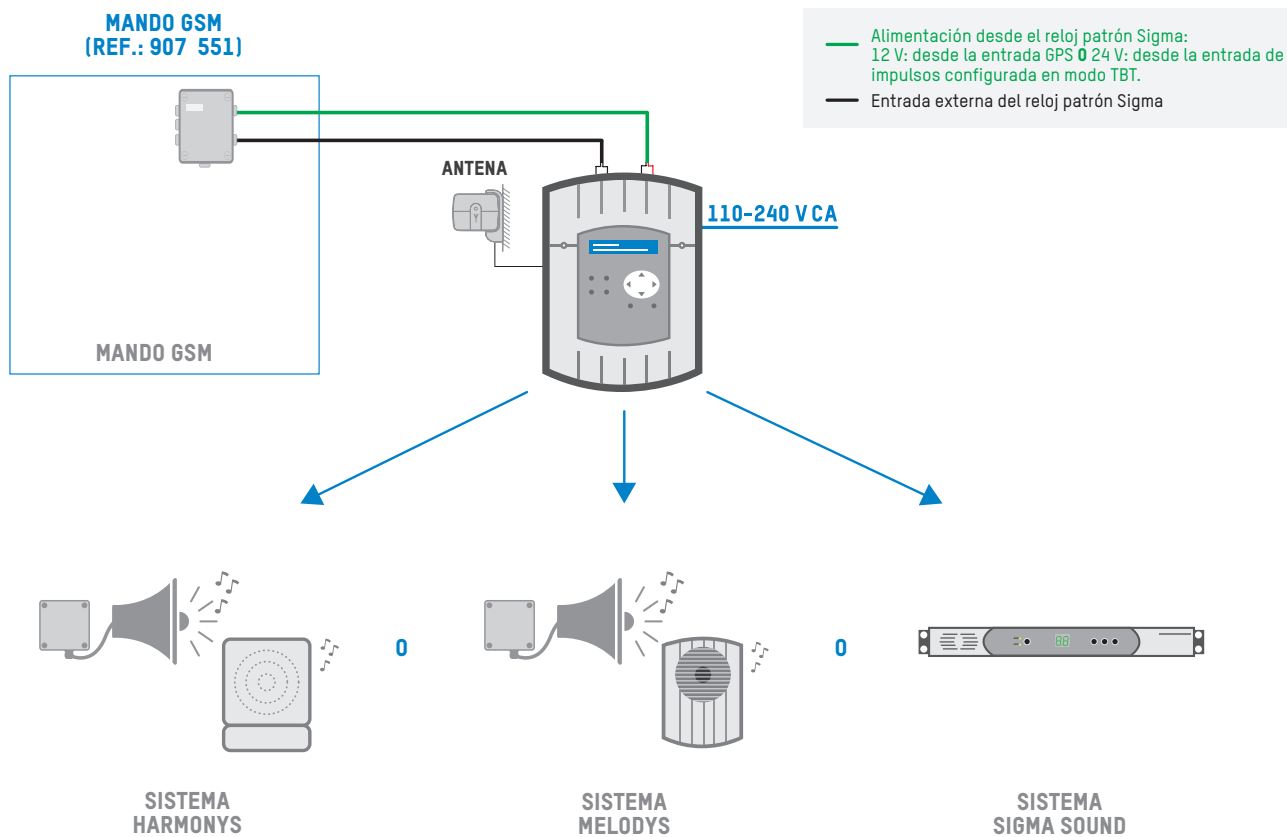 MANDO GSM
(REF.: 907 551)
Alimentación desde el reloj patrón Sigma:
12 V: desde la entrada GPS O 24 V: desde la entrada de
impulsos configurada en modo TBT.
Entrada externa del reloj patrón Sigma
ANTENA
110-240 V CA
MANDO GSM
O
O
88
SISTEMA
HARMONYS
SISTEMA
MELODYS
SISTEMA
SIGMA SOUND